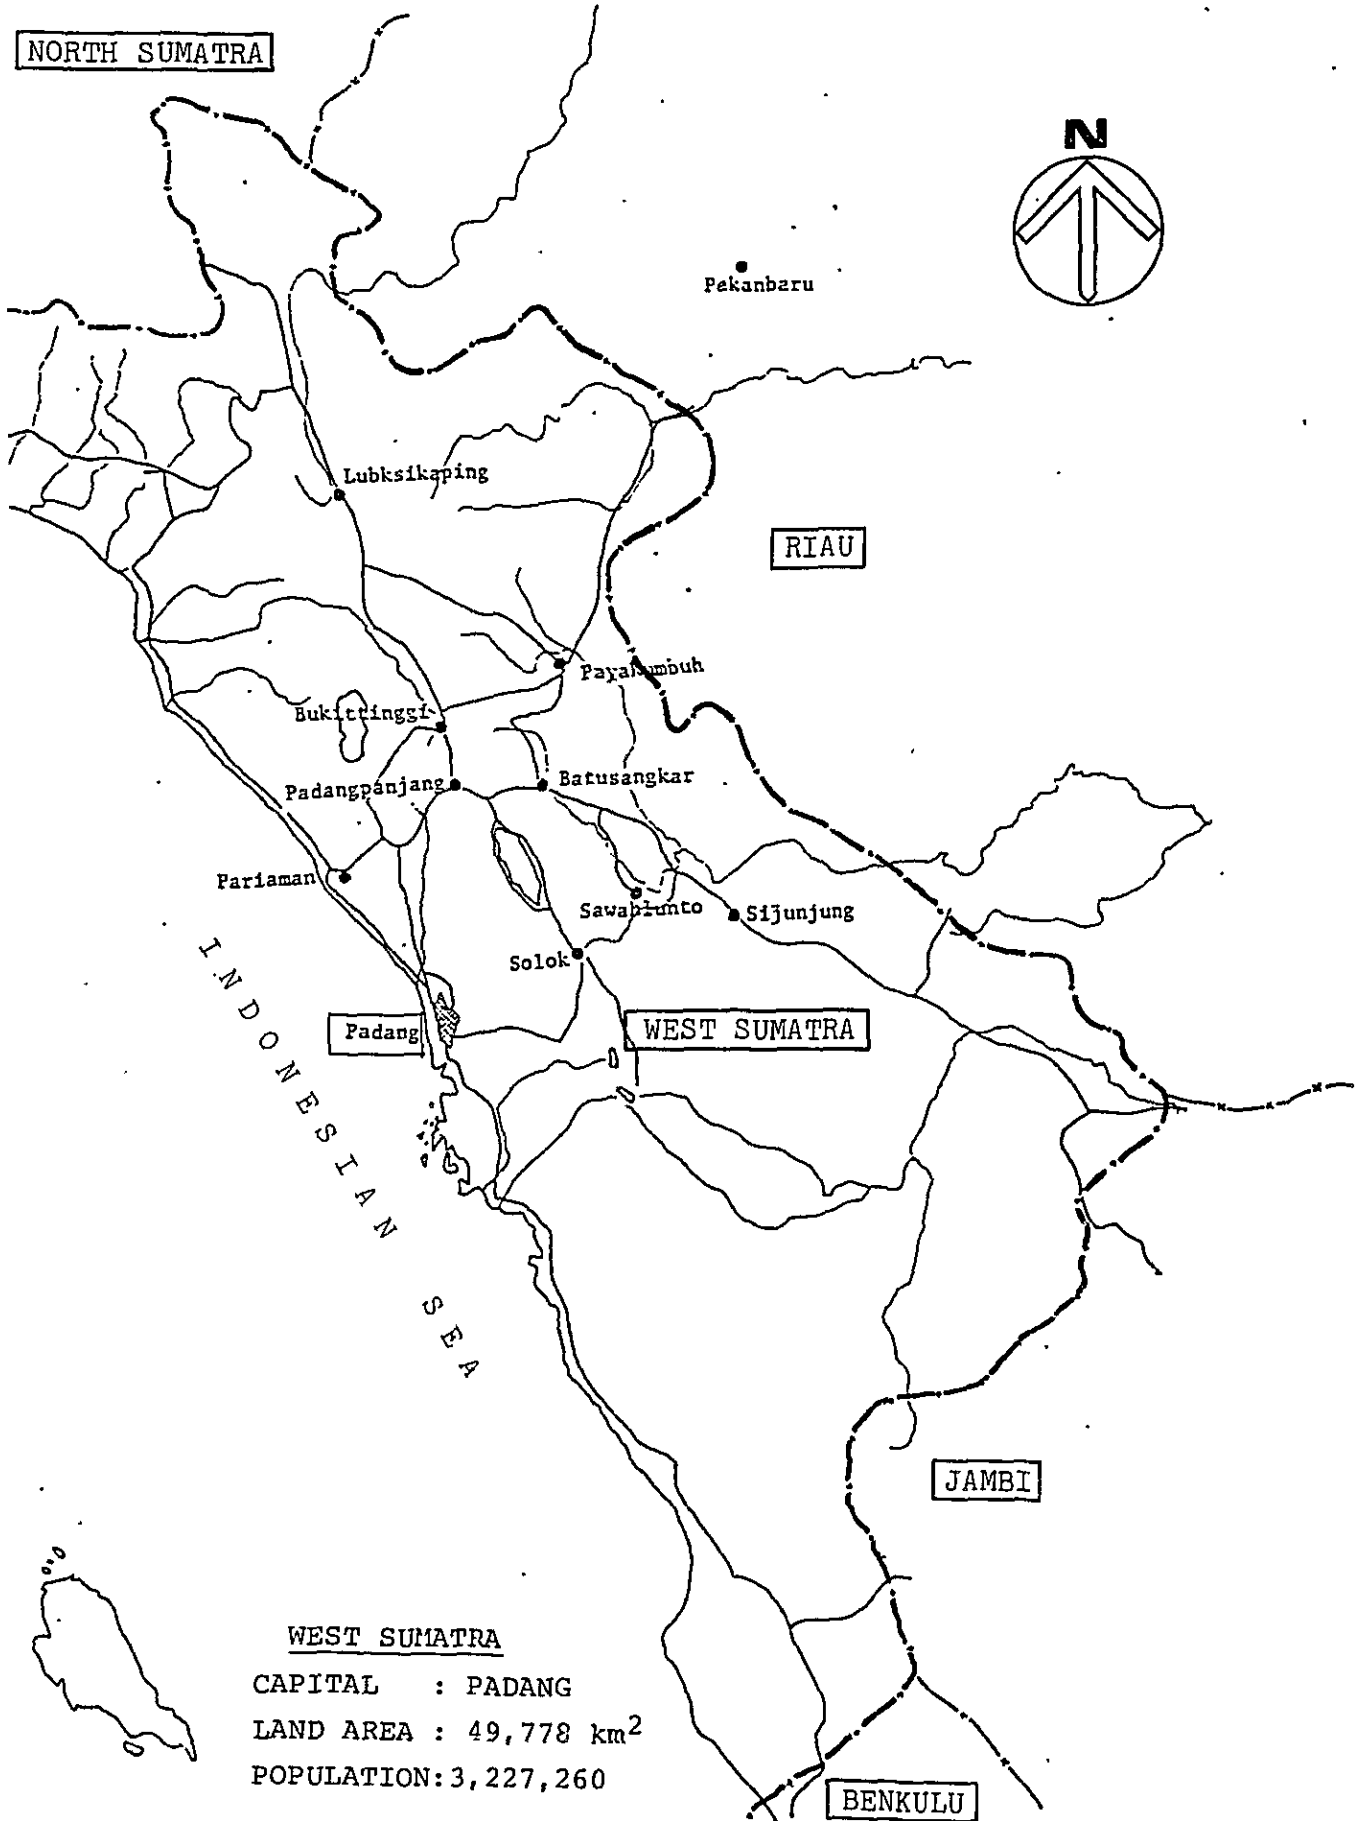 NORTH SUMATRA
N
Pekanbaru
Lubksikaping
RIAU
Payakumbuh
Bukittinggi
Padangpanjang
Batusangkar
Pariaman
Sawahlunto
Sijunjung
Solok
Padang
WEST SUMATRA
INDONESIAN SEA
JAMBI
WEST SUMATRA
CAPITAL : PADANG
LAND AREA : 49,778 km²
POPULATION:3,227,260
BENKULU